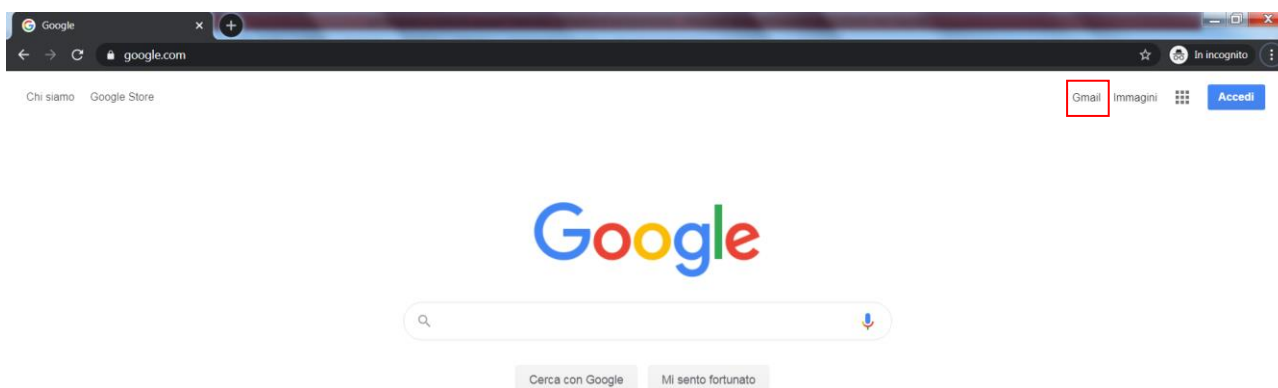 Google
google.com
In incognito
Chi siamo Google Store
Gmail Immagini Accedi
Google
Cerca con Google Mi sento fortunato